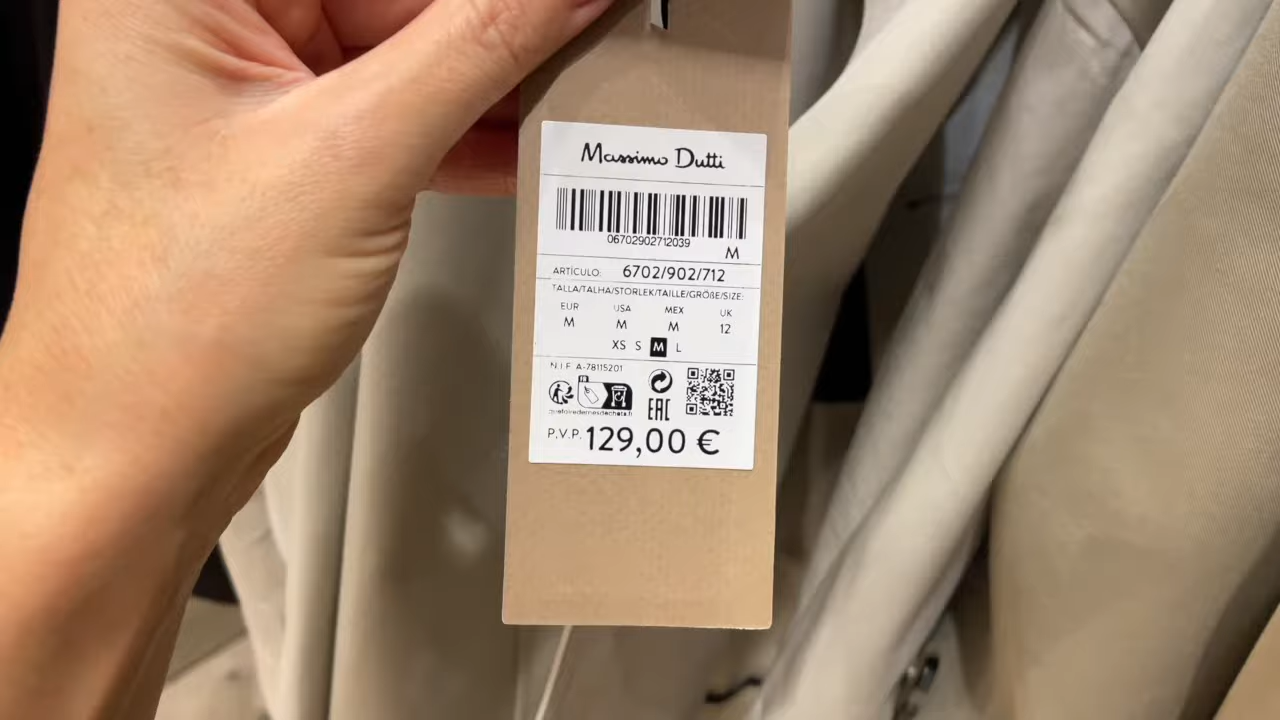 Massimo Dutti
06702902712039
M
ARTÍCULO: 6702/902/712
TALLA/TALHA/STORLEK/TAILLE/GRÖßE/SIZE:
EUR USA MEX UK
M M M 12
XS S M L
N.I.F. A-78115201
FR
EAC
P.V.P. 129,00 €